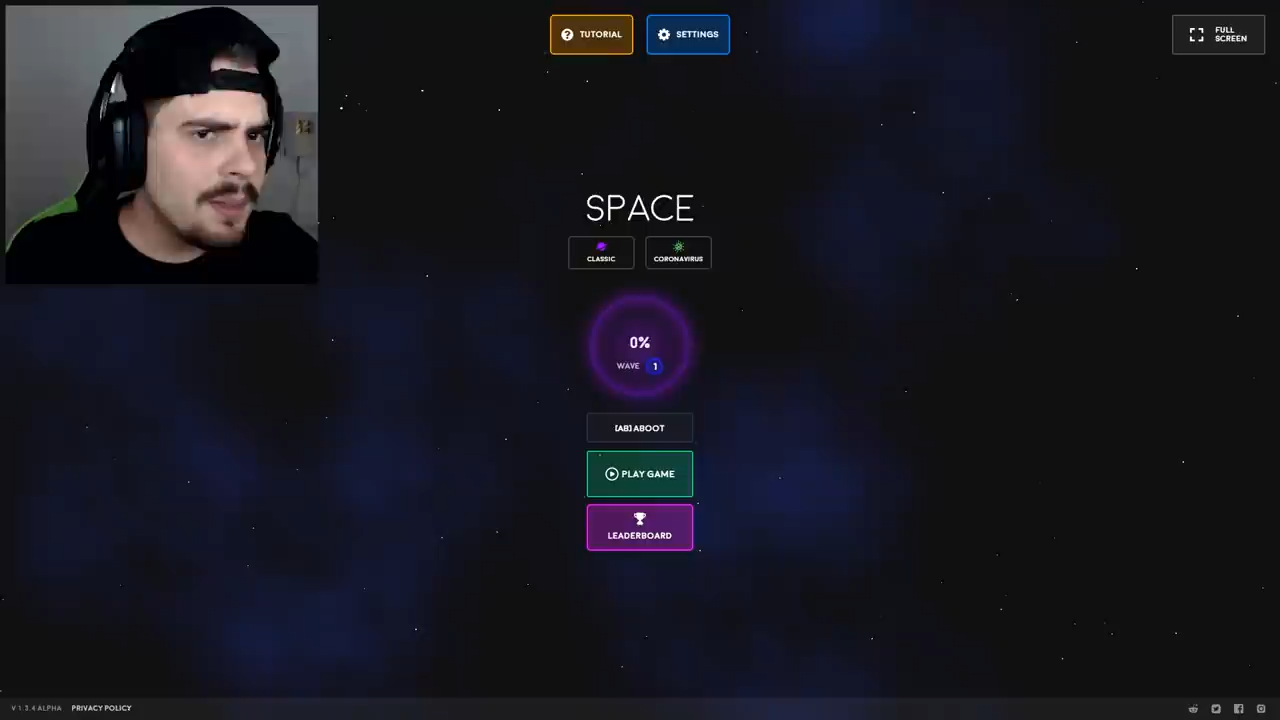 TUTORIAL
SETTINGS
FULL
SCREEN
SPACE
CLASSIC
CORONAVIRUS
0%
WAVE 1
[AB] ABOOT
PLAY GAME
LEADERBOARD
V 1.3.4 ALPHA PRIVACY POLICY